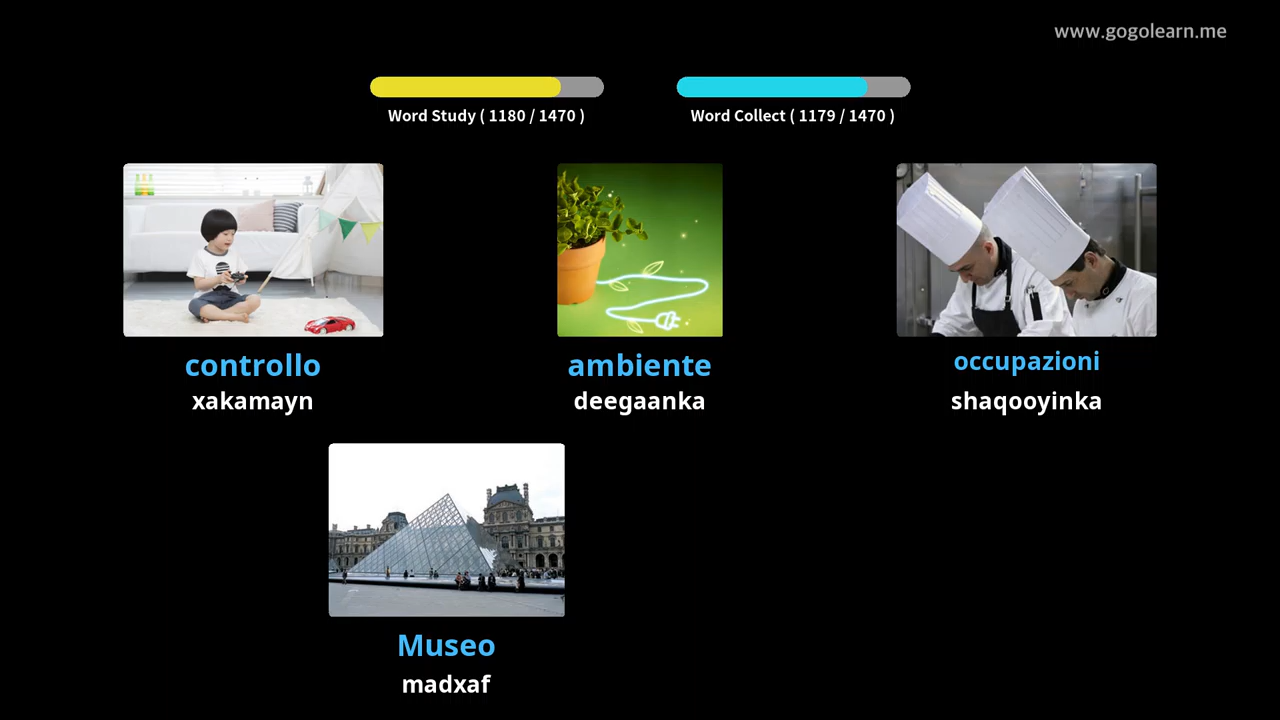 www.gogolearn.me
Word Study ( 1180 / 1470 )
Word Collect ( 1179 / 1470 )
controllo
xakamayn
ambiente
deegaanka
occupazioni
shaqooyinka
Museo
madxaf